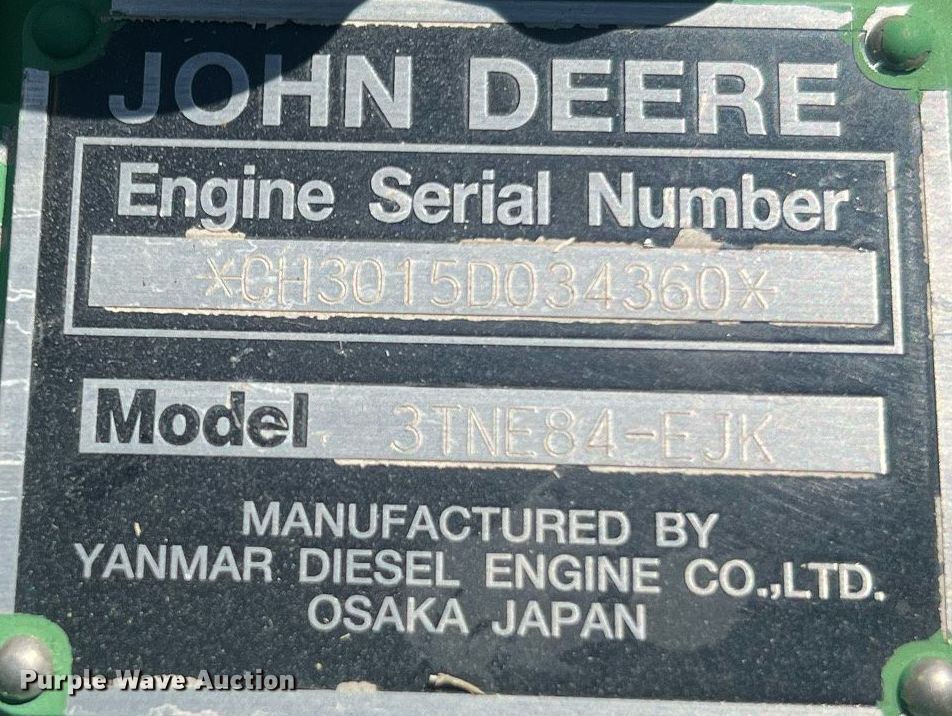 JOHN DEERE
Engine Serial Number
*CH3015D034360*
Model 3TNE84-EJK
MANUFACTURED BY
YANMAR DIESEL ENGINE CO.,LTD.
OSAKA JAPAN
Purple Wave Auction